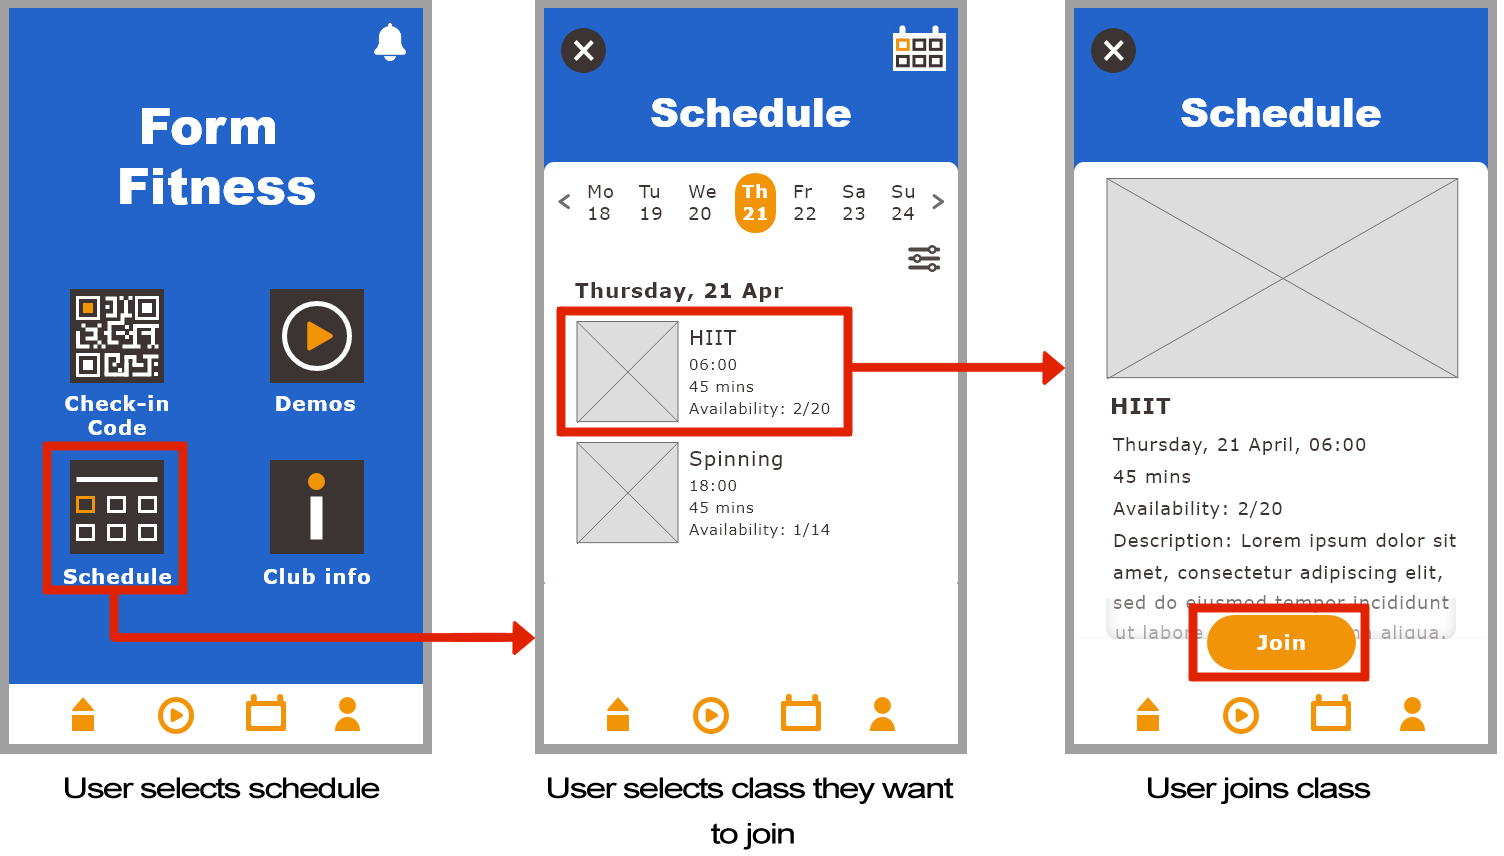 Form
Fitness
Check-in
Code
Demos
Schedule
Club info
User selects schedule
Schedule
Mo Tu We Th Fr Sa Su
< 18 19 20 21 22 23 24 >
Thursday, 21 Apr
HIIT
06:00
45 mins
Availability: 2/20
Spinning
18:00
45 mins
Availability: 1/14
User selects class they want
to join
Schedule
HIIT
Thursday, 21 April, 06:00
45 mins
Availability: 2/20
Description: Lorem ipsum dolor sit
amet, consectetur adipiscing elit,
sed do eiusmod tempor incididunt
ut labore aliqua.
Join
User joins class